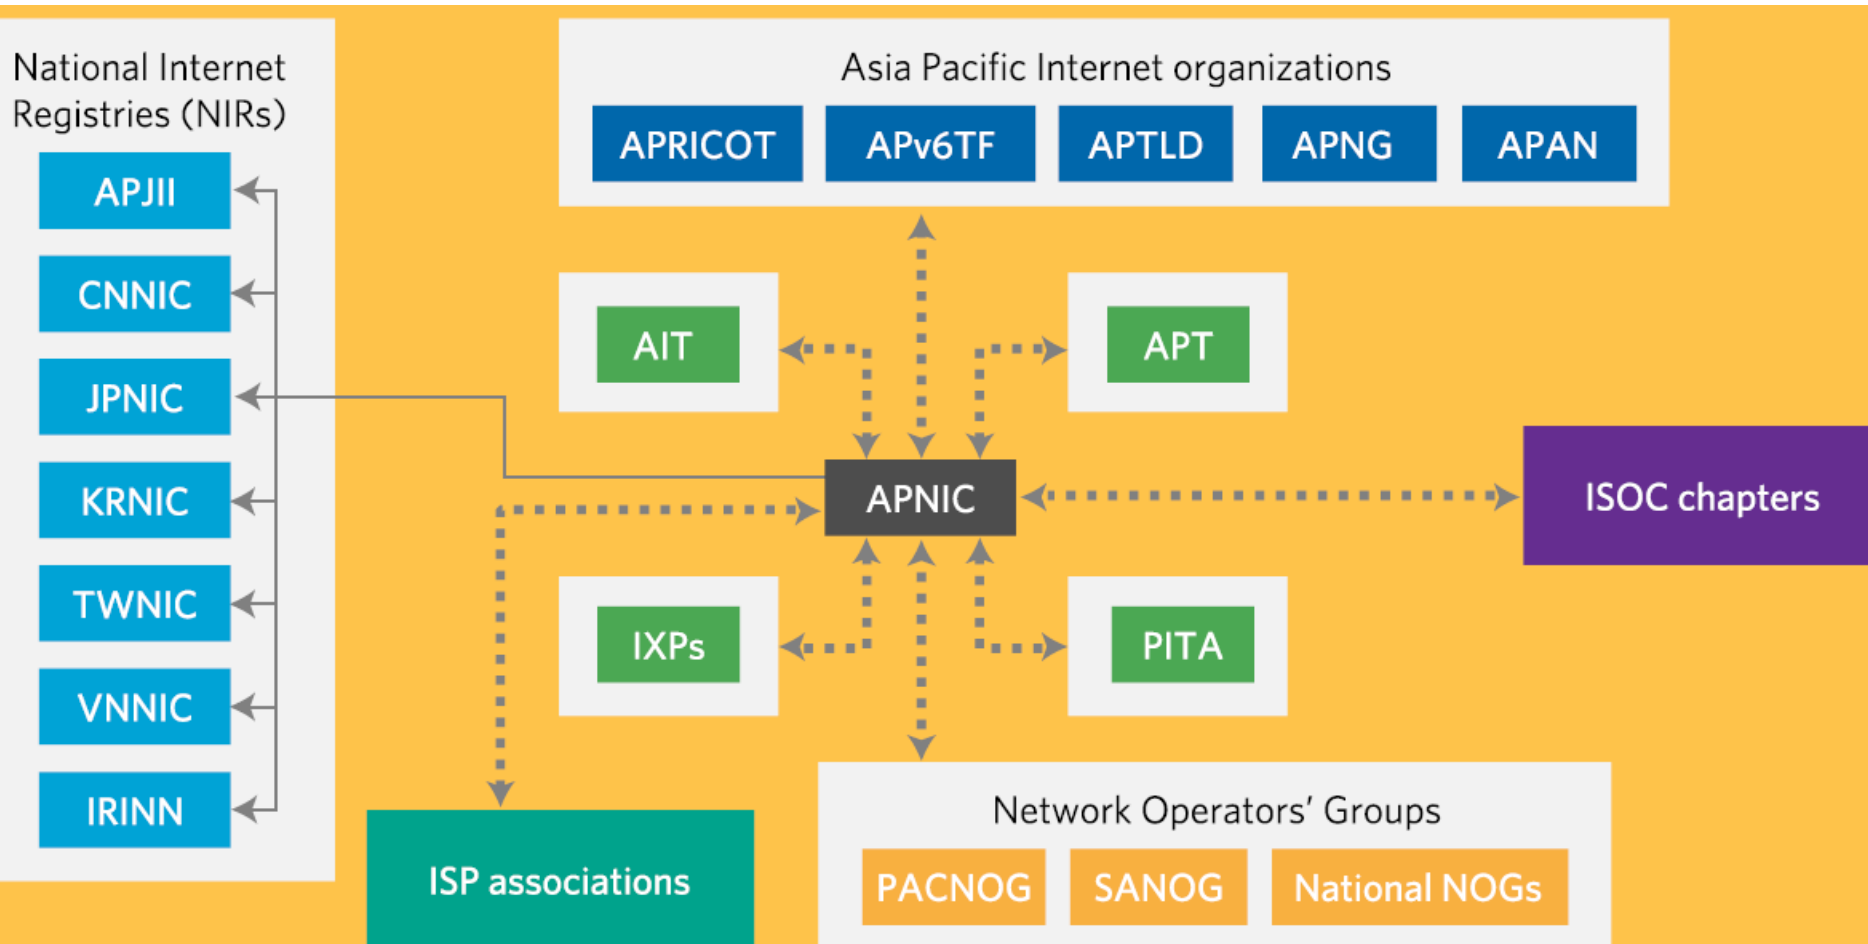 National Internet
Registries (NIRs)
APJII
CNNIC
JPNIC
KRNIC
TWNIC
VNNIC
IRINN
Asia Pacific Internet organizations
APRICOT
APv6TF
APTLD
APNG
APAN
AIT
APT
APNIC
ISOC chapters
IXPs
PITA
ISP associations
Network Operators’ Groups
PACNOG
SANOG
National NOGs